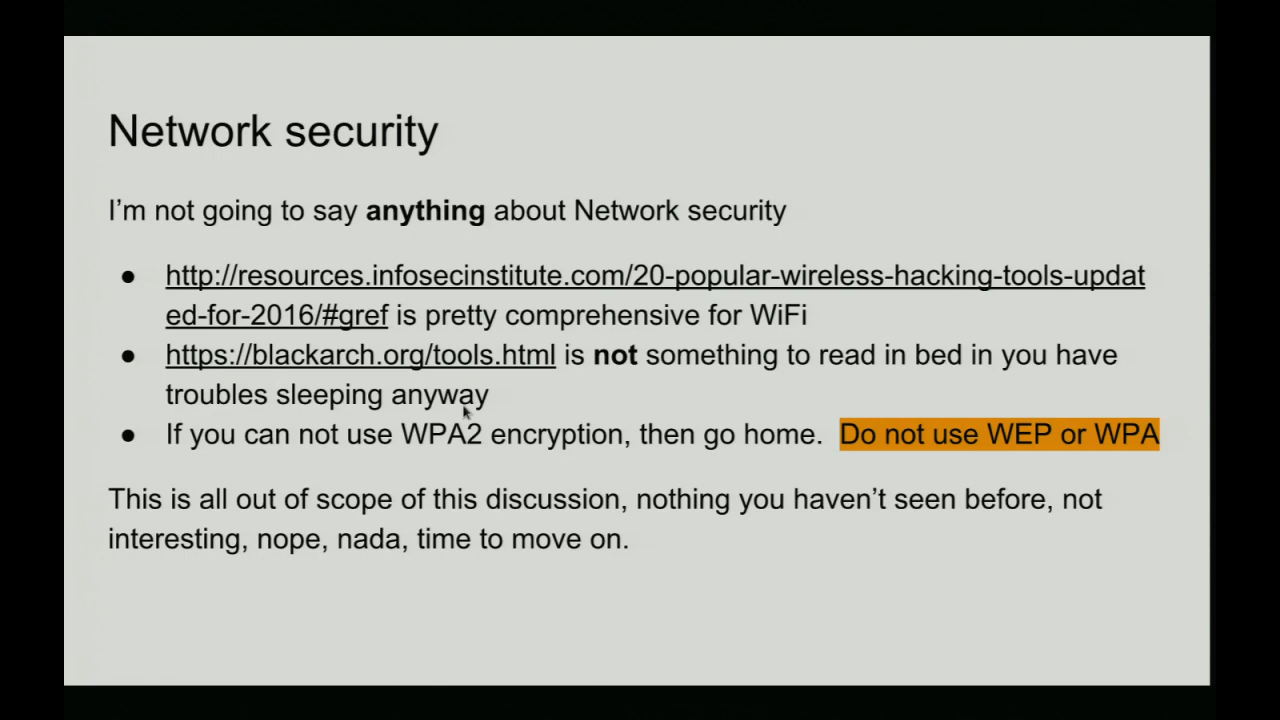 Network security
I’m not going to say anything about Network security
● http://resources.infosecinstitute.com/20-popular-wireless-hacking-tools-updat
ed-for-2016/#gref is pretty comprehensive for WiFi
● https://blackarch.org/tools.html is not something to read in bed in you have
troubles sleeping anyway
● If you can not use WPA2 encryption, then go home. Do not use WEP or WPA
This is all out of scope of this discussion, nothing you haven’t seen before, not
interesting, nope, nada, time to move on.